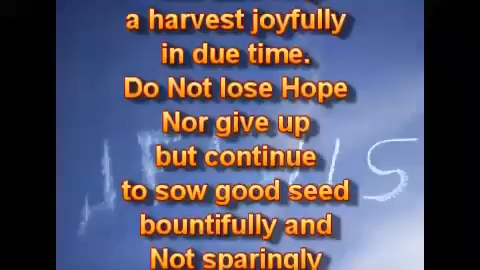 a harvest joyfully
in due time.
Do Not lose Hope
Nor give up
but continue
to sow good seed
bountifully and
Not sparingly
JESUS